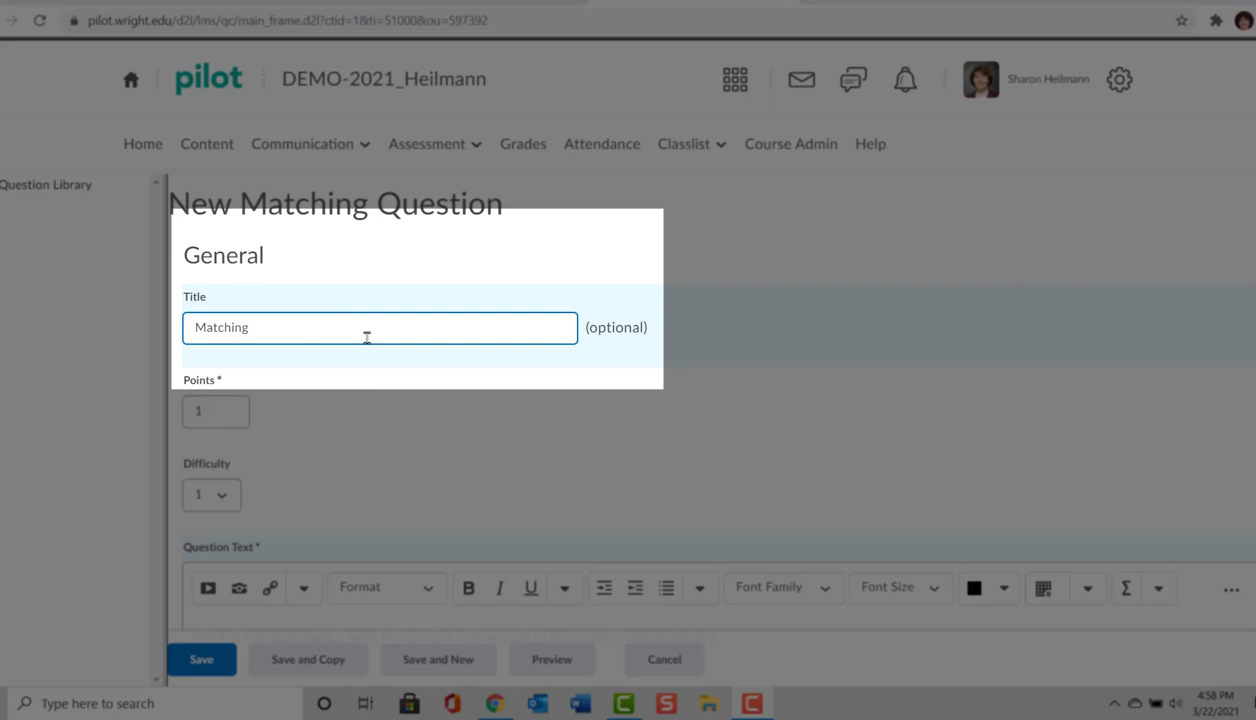 pilot.wright.edu/d2l/lms/qc/main_frame.d2l?ctid=1&rti=51000&iou=597392
pilot DEMO-2021_Heilmann Sharon Heilmann
Home Content Communication Assessment Grades Attendance Classlist Course Admin Help
Question Library
New Matching Question
General
Title
Matching (optional)
Points *
1
Difficulty
1
Question Text *
Format B I U Font Family Font Size Σ ...
Save Save and Copy Save and New Preview Cancel
Type here to search
4:58 PM
3/22/2021